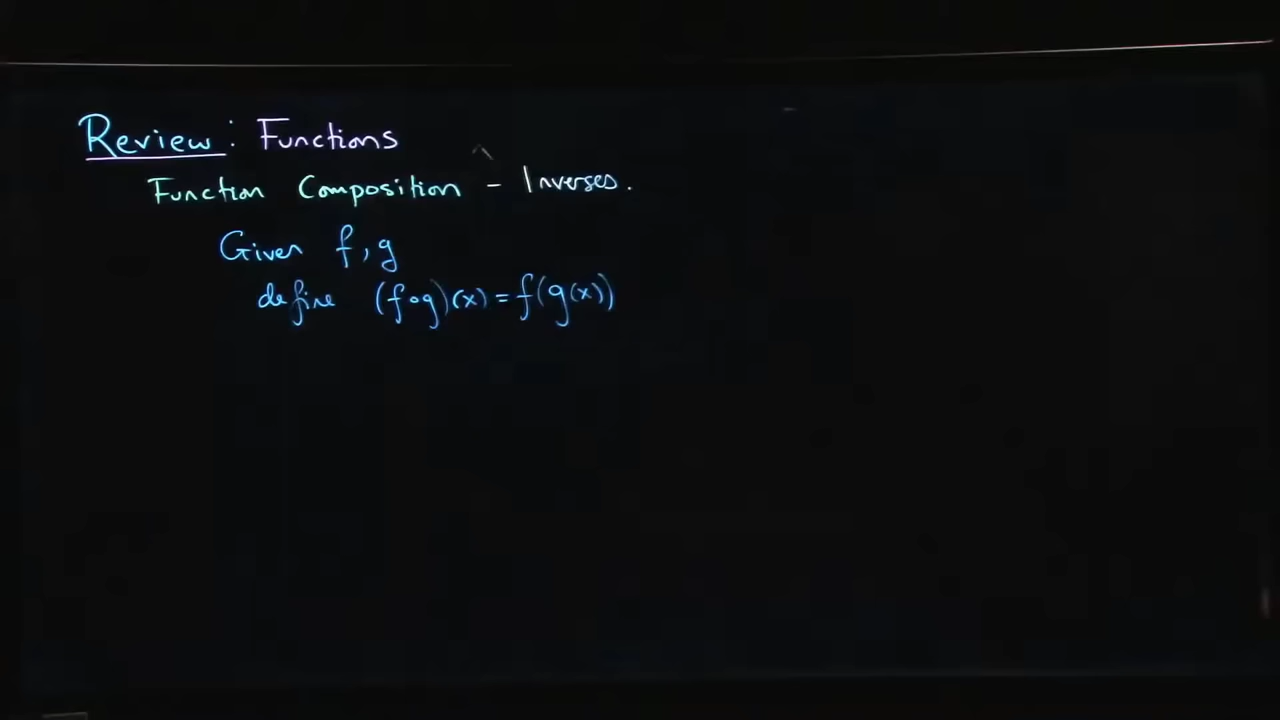 Review: Functions
Function Composition - Inverses.
Given f, g
define (f∘g)(x) = f(g(x))